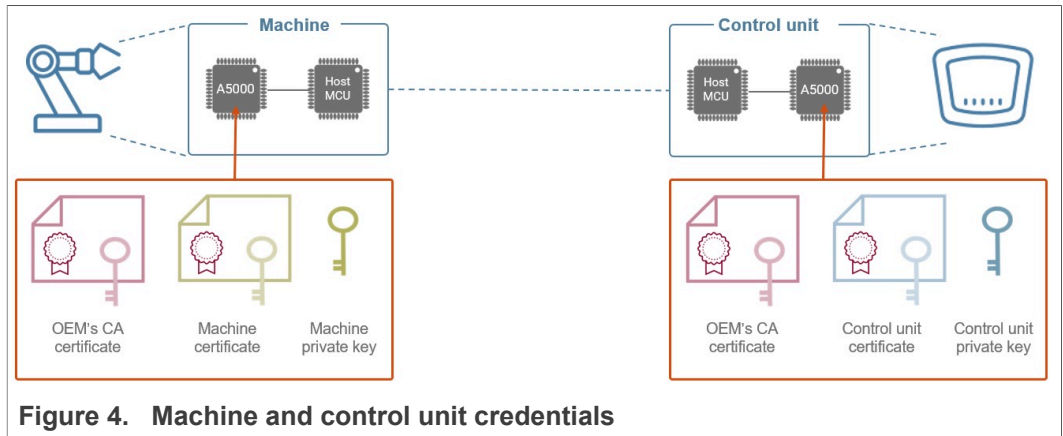 Machine
Control unit
A5000
Host
MCU
Host
MCU
A5000
OEM's CA
certificate
Machine
certificate
Machine
private key
OEM's CA
certificate
Control unit
certificate
Control unit
private key
Figure 4. Machine and control unit credentials